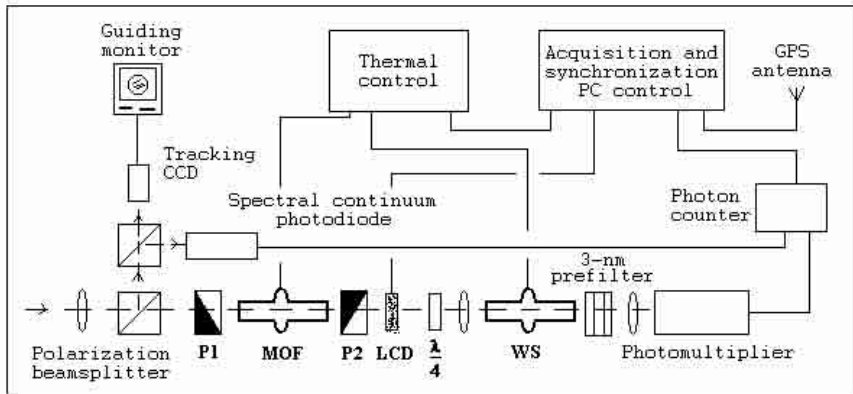 Guiding
monitor
Thermal
control
Acquisition and
synchronization
PC control
GPS
antenna
Tracking
CCD
Spectral continuum
photodiode
Photon
counter
3-nm
prefilter
Polarization
beamsplitter
P1
MOF
P2
LCD
λ
4
WS
Photomultiplier